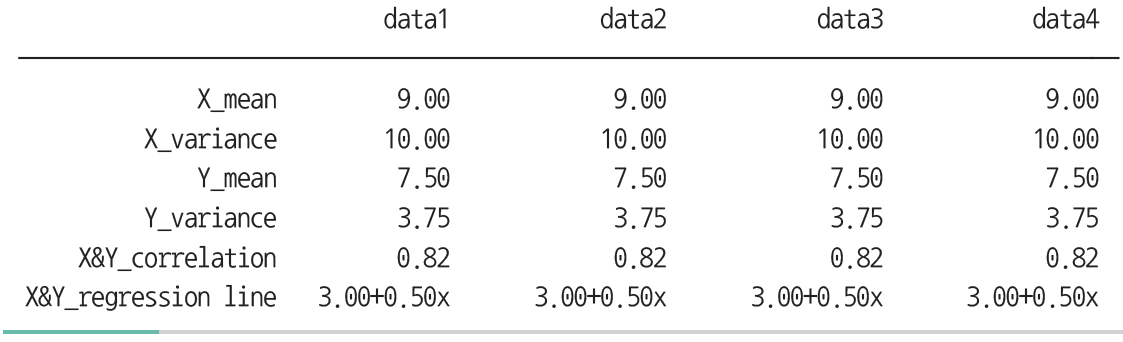 data1 data2 data3 data4
X_mean 9.00 9.00 9.00 9.00
X_variance 10.00 10.00 10.00 10.00
Y_mean 7.50 7.50 7.50 7.50
Y_variance 3.75 3.75 3.75 3.75
X&Y_correlation 0.82 0.82 0.82 0.82
X&Y_regression line 3.00+0.50x 3.00+0.50x 3.00+0.50x 3.00+0.50x